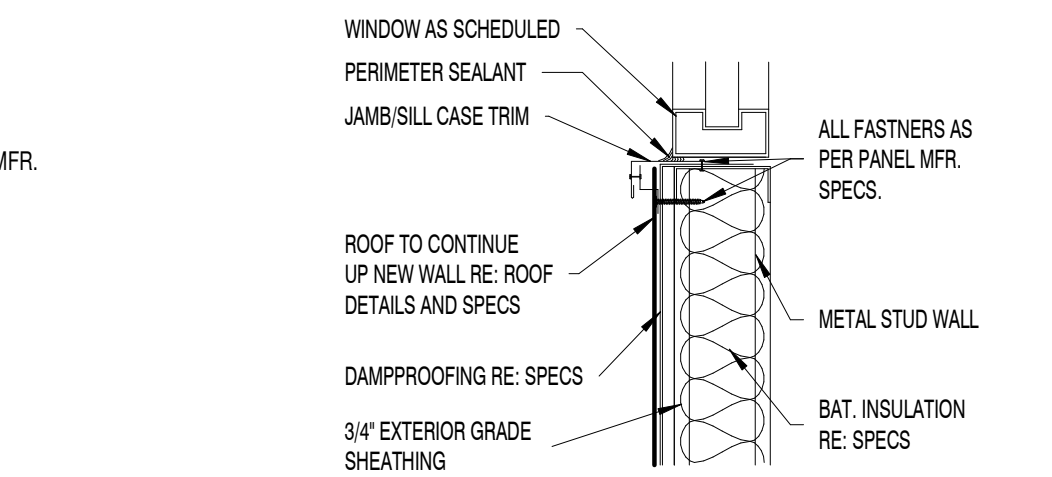 MFR.
WINDOW AS SCHEDULED
PERIMETER SEALANT
JAMB/SILL CASE TRIM
ROOF TO CONTINUE
UP NEW WALL RE: ROOF
DETAILS AND SPECS
DAMPPROOFING RE: SPECS
3/4" EXTERIOR GRADE
SHEATHING
ALL FASTNERS AS
PER PANEL MFR.
SPECS.
METAL STUD WALL
BAT. INSULATION
RE: SPECS